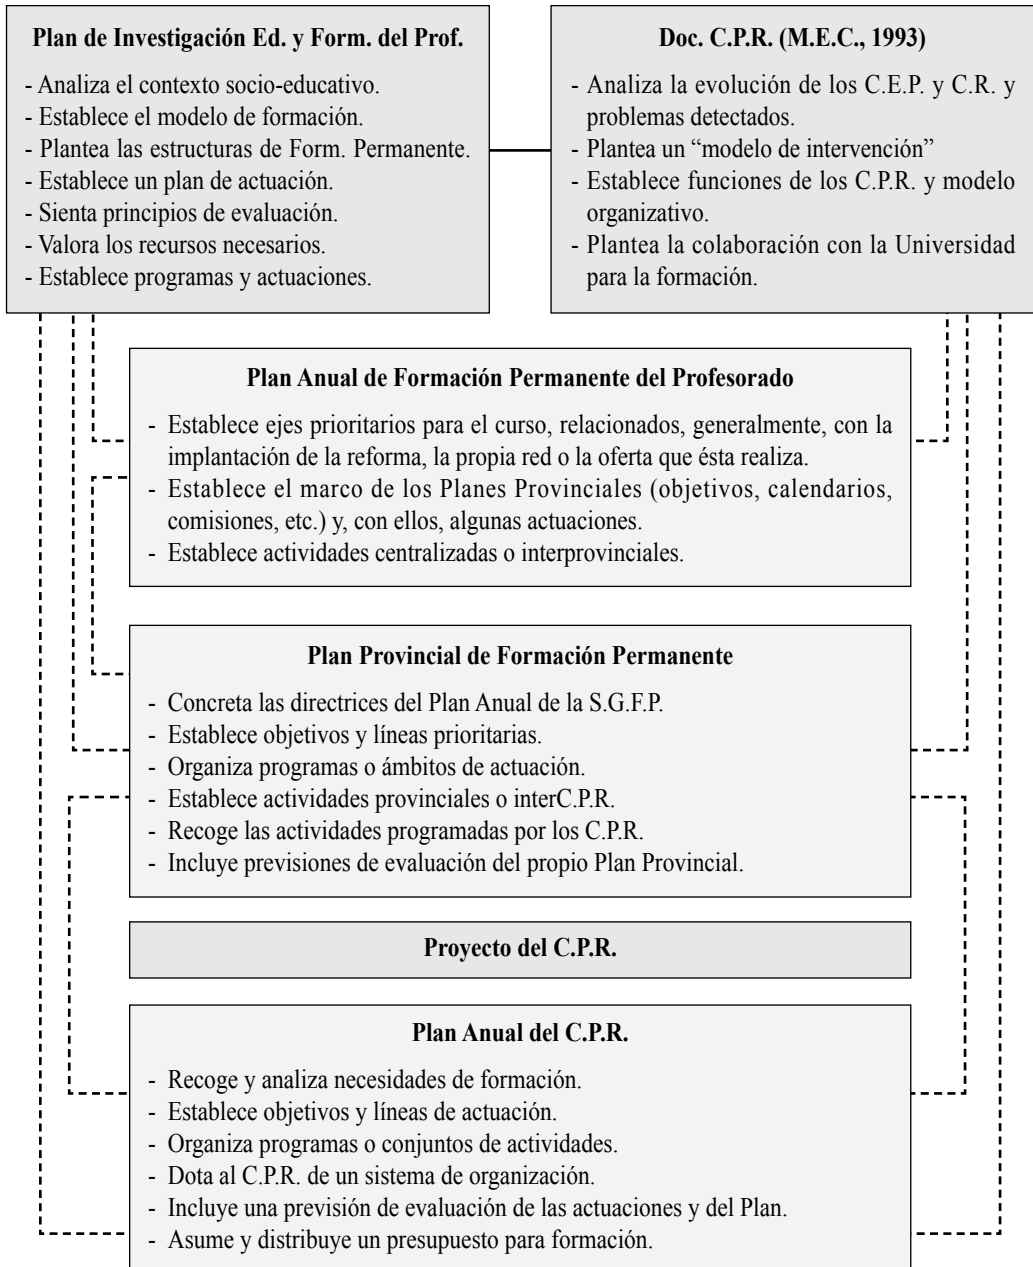 Plan de Investigación Ed. y Form. del Prof.
- Analiza el contexto socio-educativo.
- Establece el modelo de formación.
- Plantea las estructuras de Form. Permanente.
- Establece un plan de actuación.
- Sienta principios de evaluación.
- Valora los recursos necesarios.
- Establece programas y actuaciones.
Doc. C.P.R. (M.E.C., 1993)
- Analiza la evolución de los C.E.P. y C.R. y
problemas detectados.
- Plantea un “modelo de intervención”
- Establece funciones de los C.P.R. y modelo
organizativo.
- Plantea la colaboración con la Universidad
para la formación.
Plan Anual de Formación Permanente del Profesorado
- Establece ejes prioritarios para el curso, relacionados, generalmente, con la
implantación de la reforma, la propia red o la oferta que ésta realiza.
- Establece el marco de los Planes Provinciales (objetivos, calendarios,
comisiones, etc.) y, con ellos, algunas actuaciones.
- Establece actividades centralizadas o interprovinciales.
Plan Provincial de Formación Permanente
- Concreta las directrices del Plan Anual de la S.G.F.P.
- Establece objetivos y líneas prioritarias.
- Organiza programas o ámbitos de actuación.
- Establece actividades provinciales o interC.P.R.
- Recoge las actividades programadas por los C.P.R.
- Incluye previsiones de evaluación del propio Plan Provincial.
Proyecto del C.P.R.
Plan Anual del C.P.R.
- Recoge y analiza necesidades de formación.
- Establece objetivos y líneas de actuación.
- Organiza programas o conjuntos de actividades.
- Dota al C.P.R. de un sistema de organización.
- Incluye una previsión de evaluación de las actuaciones y del Plan.
- Asume y distribuye un presupuesto para formación.